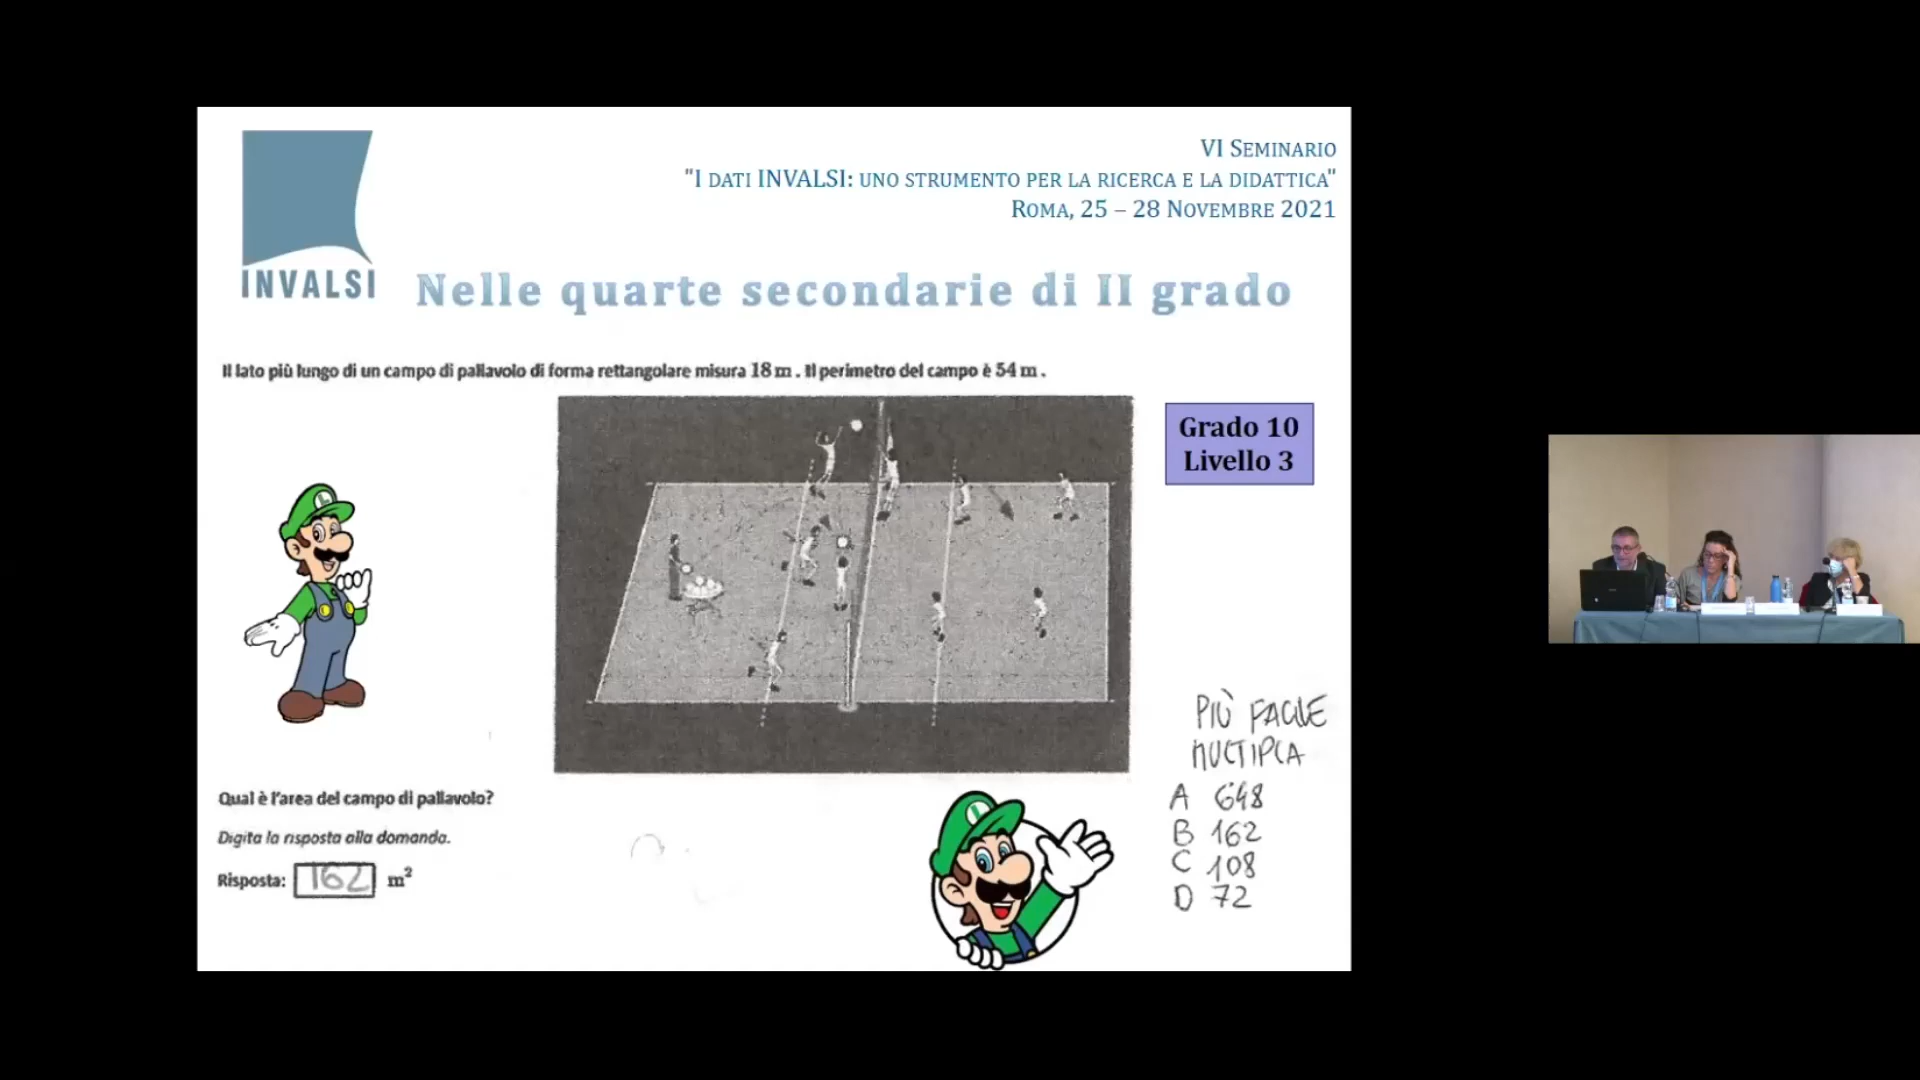 VI SEMINARIO
"I DATI INVALSI: UNO STRUMENTO PER LA RICERCA E LA DIDATTICA"
ROMA, 25 – 28 NOVEMBRE 2021
INVALSI
Nelle quarte secondarie di II grado
Il lato più lungo di un campo di pallavolo di forma rettangolare misura 18 m. Il perimetro del campo è 54 m.
Grado 10
Livello 3
L
PIÙ FACILE
MULTIPLA
A 648
B 162
C 108
D 72
Qual è l'area del campo di pallavolo?
Digita la risposta alla domanda.
Risposta: 162 m²
L